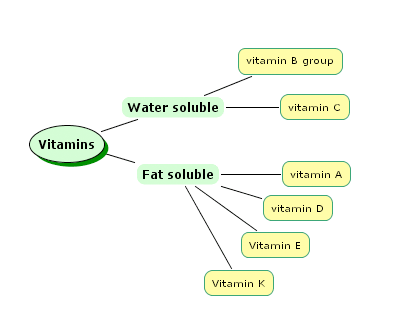 Vitamins
Water soluble
vitamin B group
vitamin C
Fat soluble
vitamin A
vitamin D
Vitamin E
Vitamin K